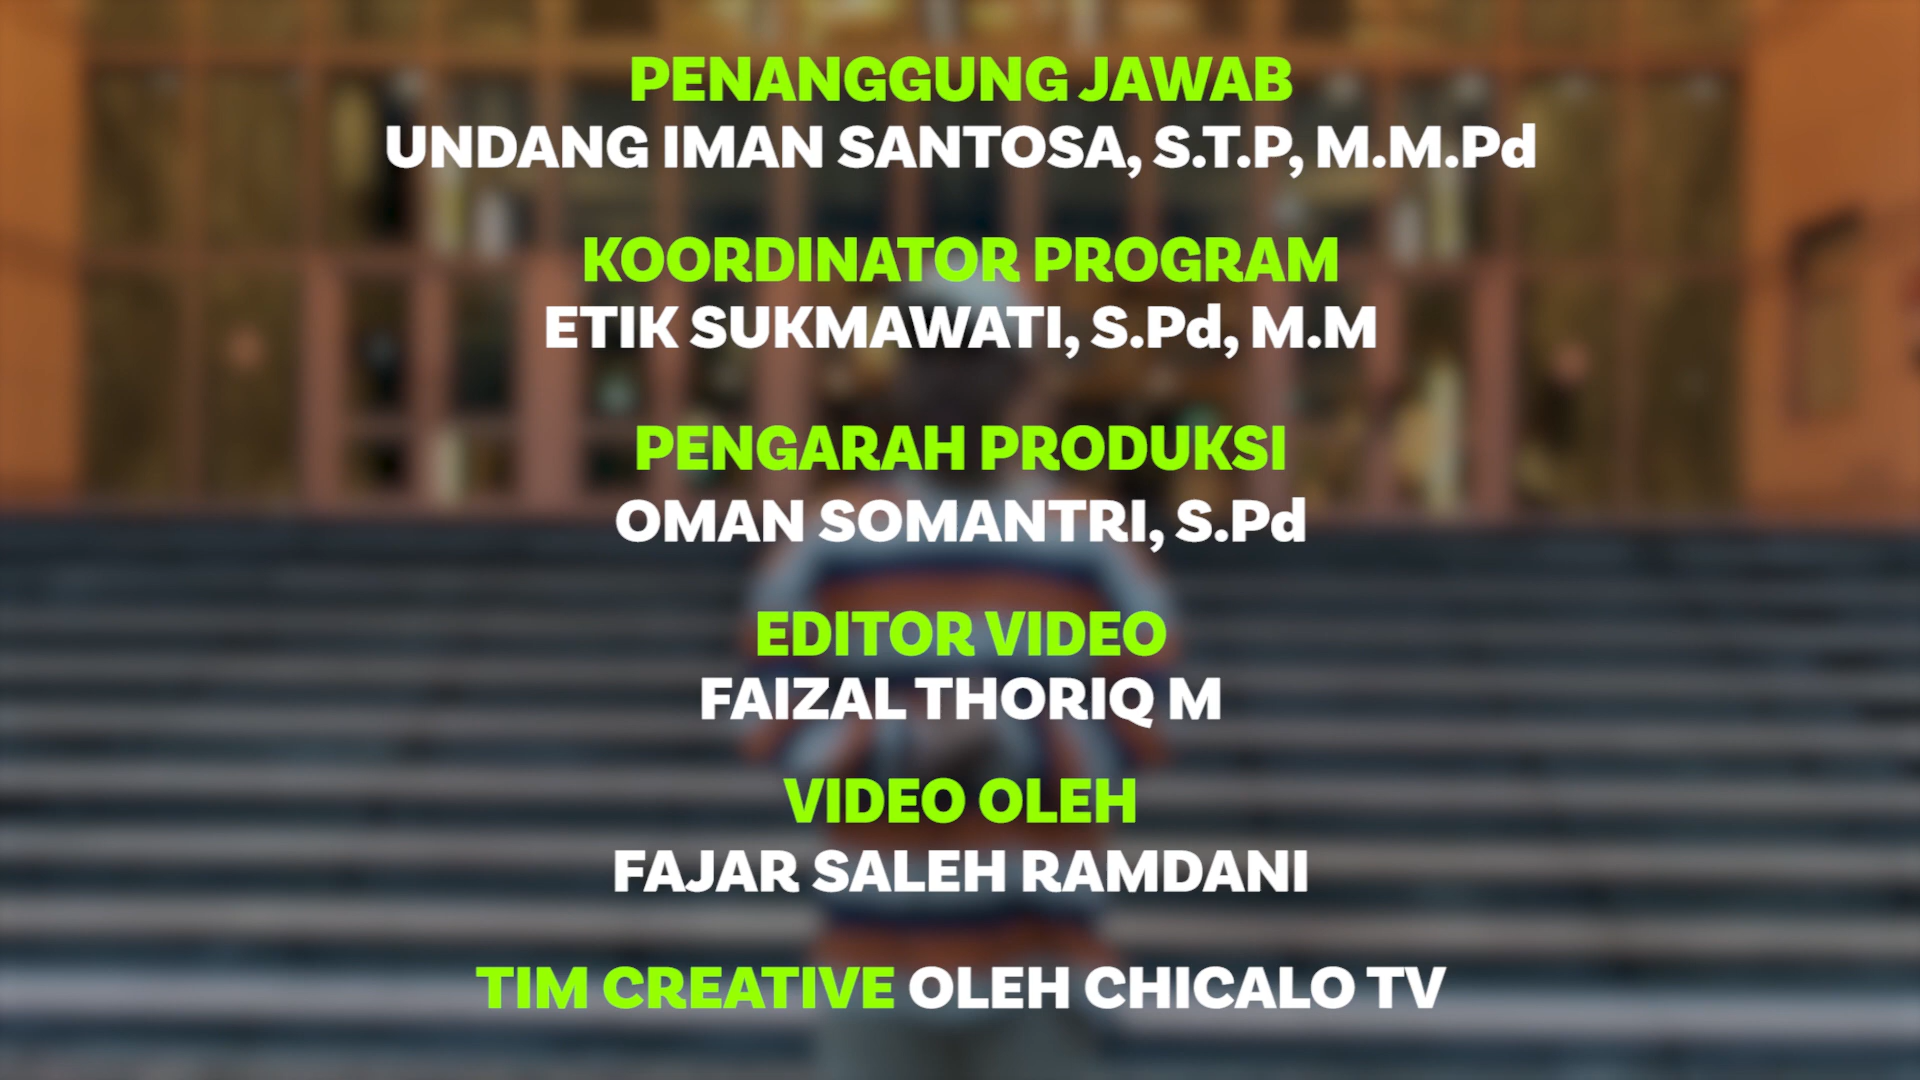 PENANGGUNG JAWAB
UNDANG IMAN SANTOSA, S.T.P, M.M.Pd
KOORDINATOR PROGRAM
ETIK SUKMAWATI, S.Pd, M.M
PENGARAH PRODUKSI
OMAN SOMANTRI, S.Pd
EDITOR VIDEO
FAIZAL THORIQ M
VIDEO OLEH
FAJAR SALEH RAMDANI
TIM CREATIVE OLEH CHICALO TV